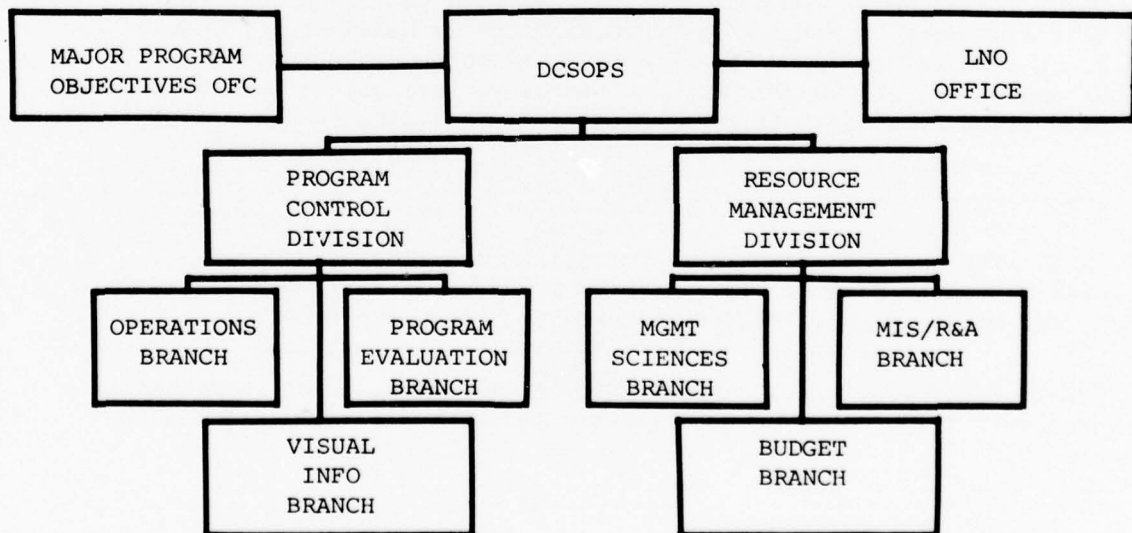 MAJOR PROGRAM
OBJECTIVES OFC
DCSOPS
LNO
OFFICE
PROGRAM
CONTROL
DIVISION
RESOURCE
MANAGEMENT
DIVISION
OPERATIONS
BRANCH
PROGRAM
EVALUATION
BRANCH
MGMT
SCIENCES
BRANCH
MIS/R&A
BRANCH
VISUAL
INFO
BRANCH
BUDGET
BRANCH